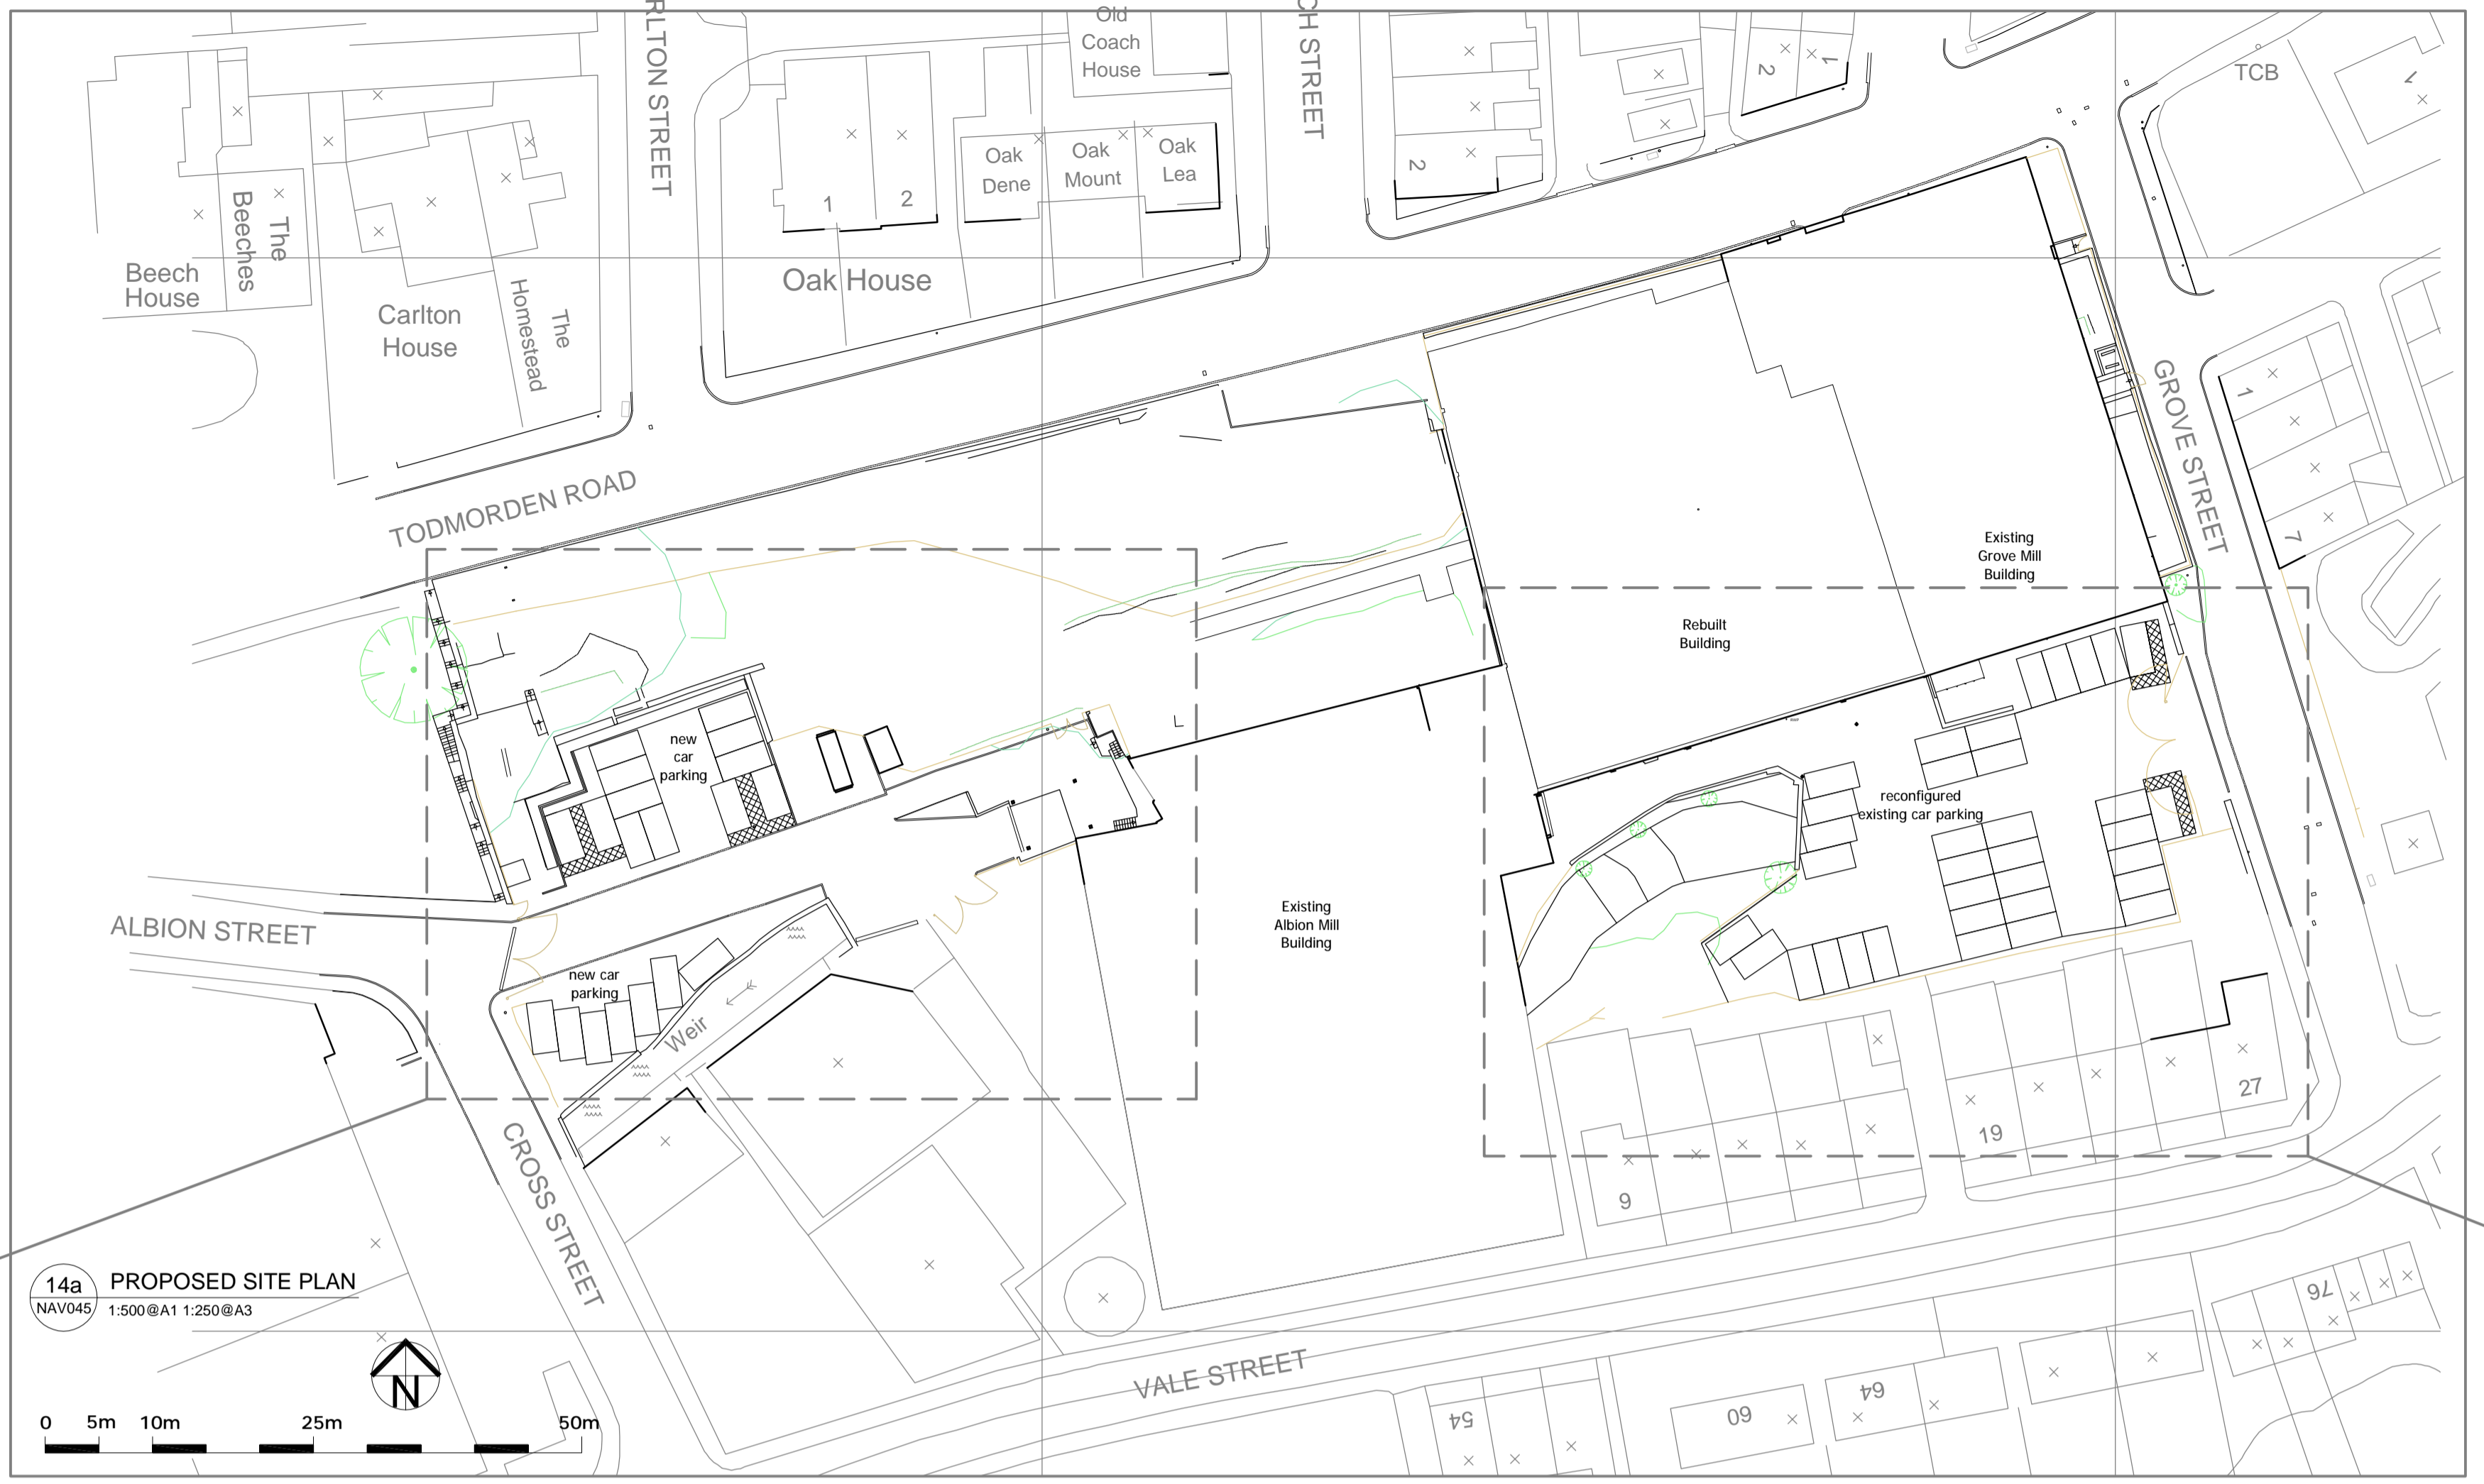 RLTON STREET
Old
Coach
House
CH STREET
2
1
TCB
1
Oak
Dene
Oak
Mount
Oak
Lea
2
1
2
The
Beeches
Beech
House
Oak House
Carlton
House
The
Homestead
GROVE STREET
1
7
TODMORDEN ROAD
Existing
Grove Mill
Building
Rebuilt
Building
new
car
parking
reconfigured
existing car parking
ALBION STREET
Existing
Albion Mill
Building
new car
parking
Weir
27
19
9
CROSS STREET
14a
NAV045
PROPOSED SITE PLAN
1:500@A1 1:250@A3
76
N
VALE STREET
54
60
64
0 5m 10m 25m 50m